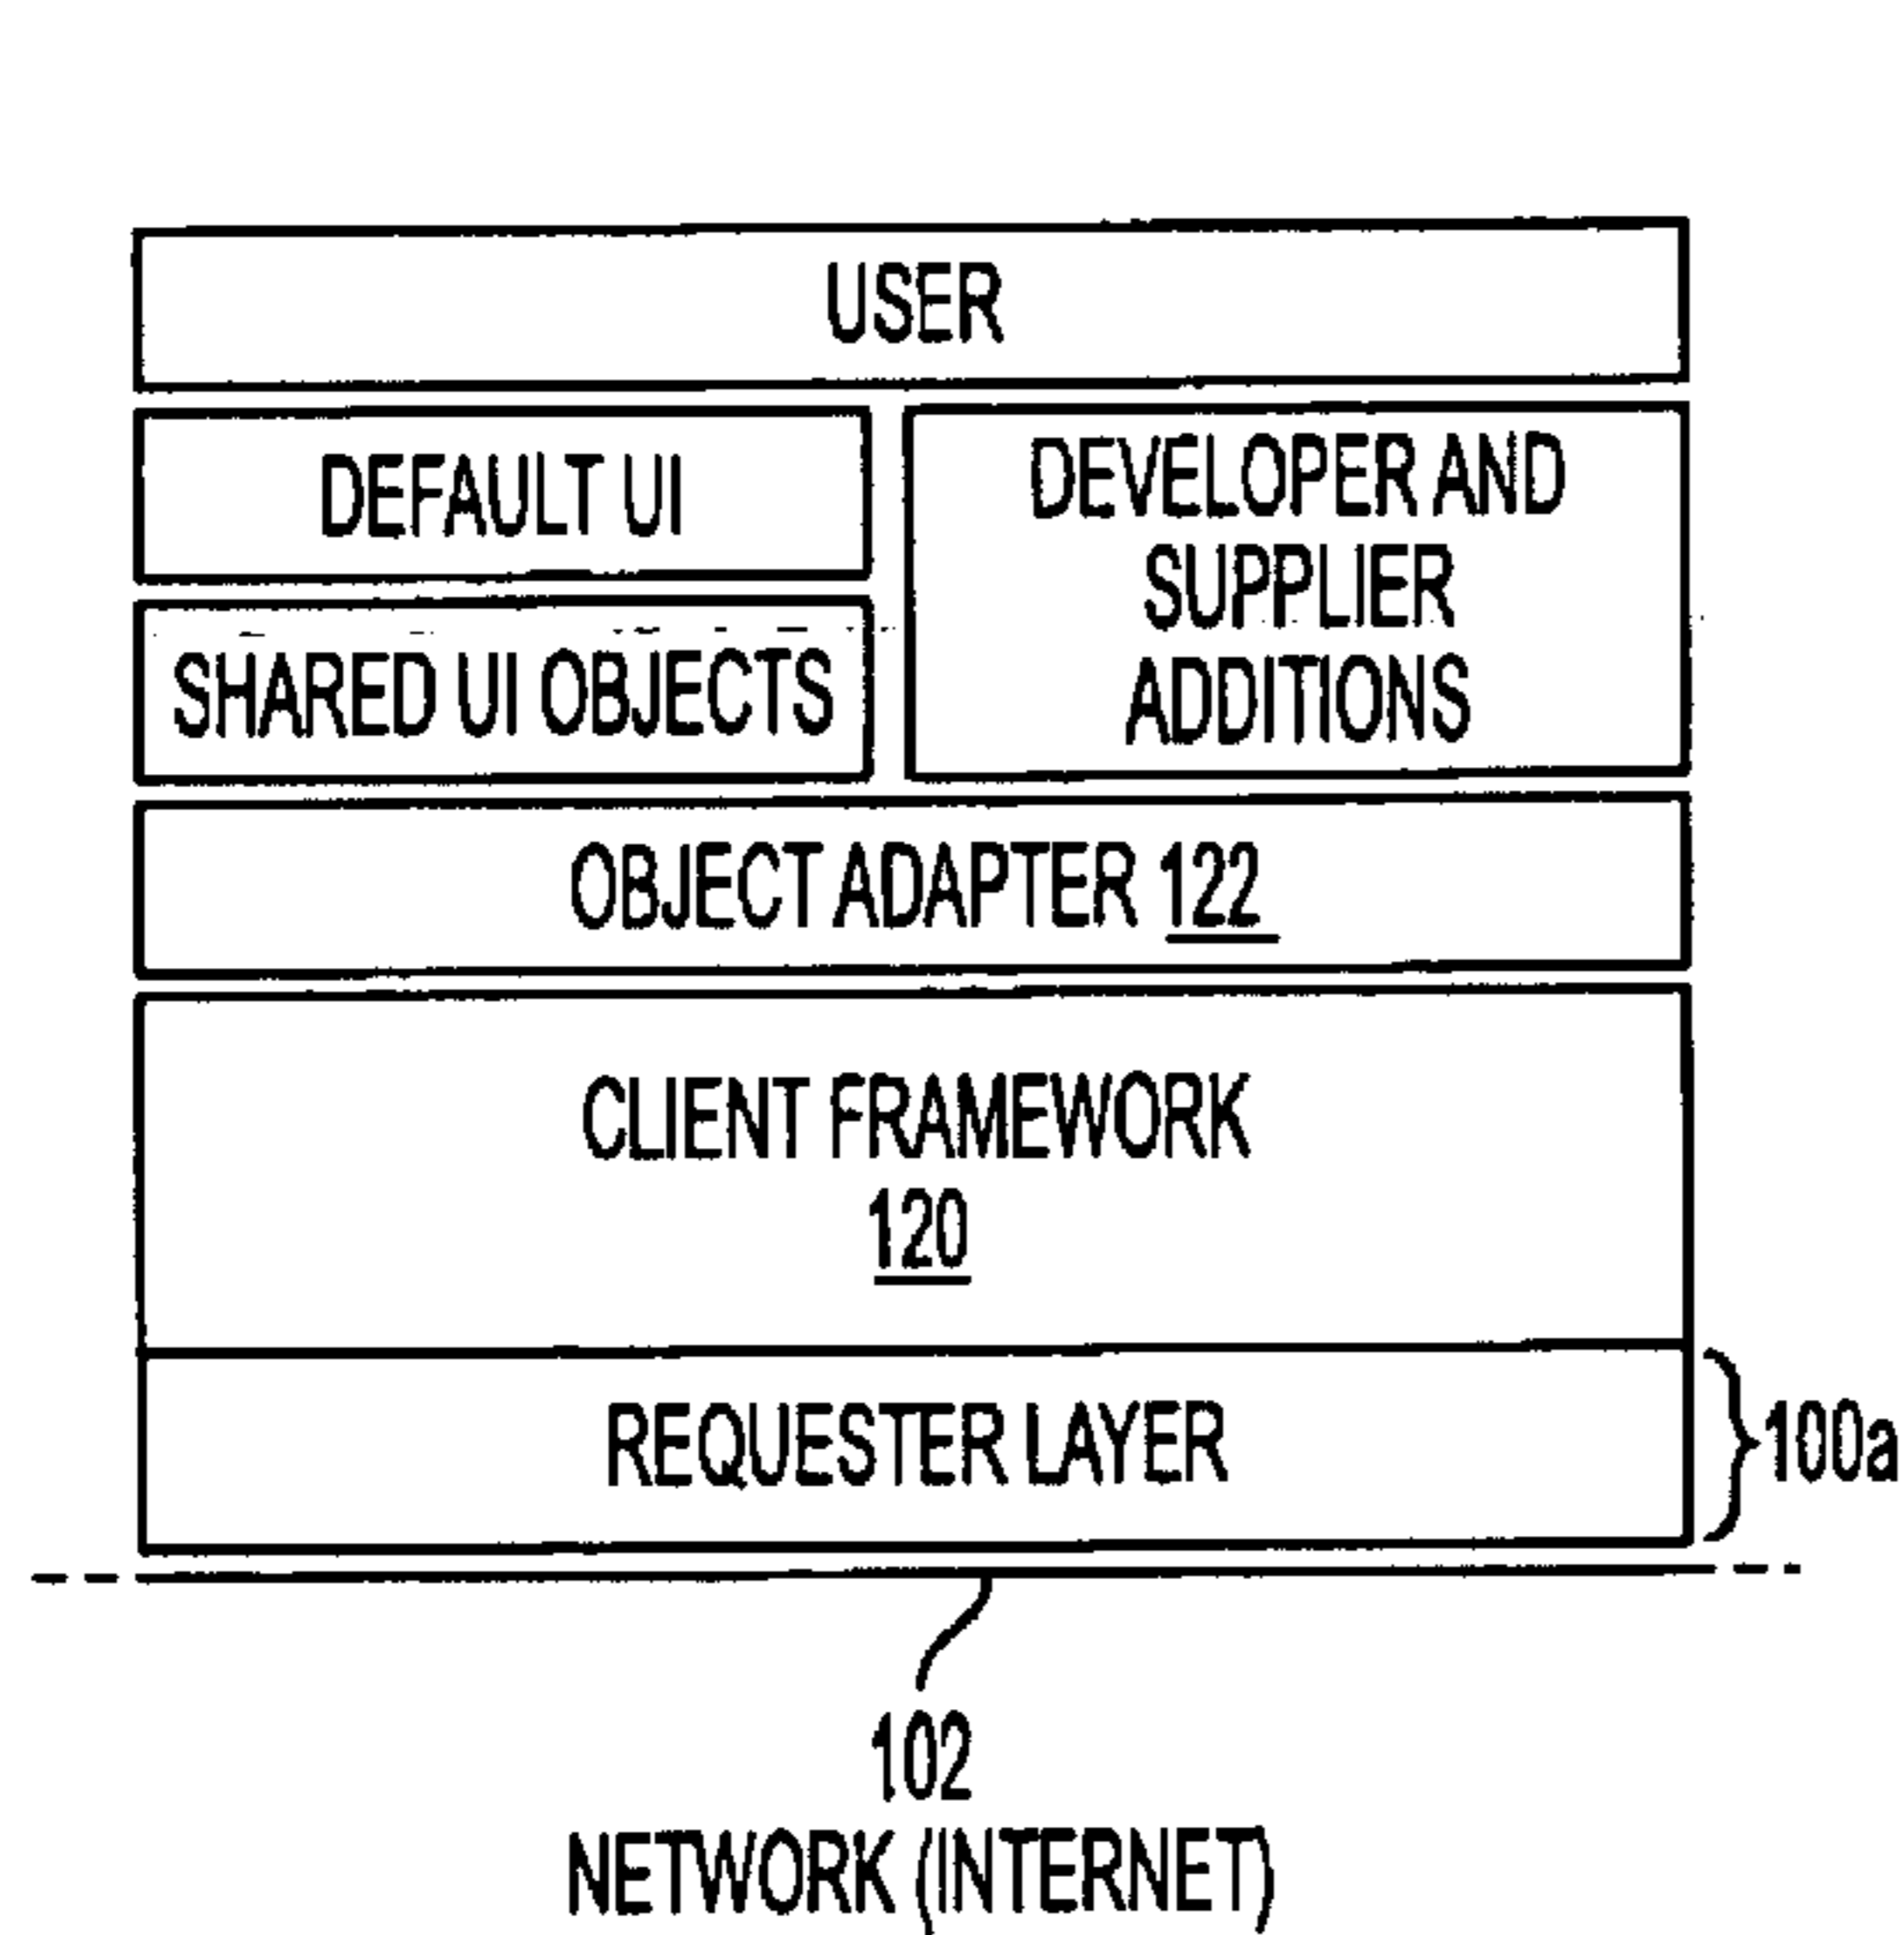 USER
DEFAULT UI
SHARED UI OBJECTS
DEVELOPER AND
SUPPLIER
ADDITIONS
OBJECT ADAPTER 122
CLIENT FRAMEWORK
120
REQUESTER LAYER
100a
102
NETWORK (INTERNET)